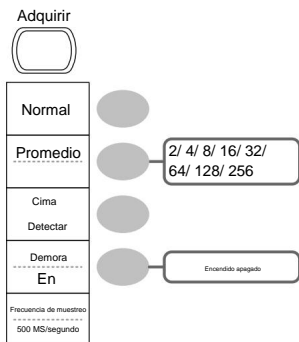 Adquirir
Normal
Promedio
2/ 4/ 8/ 16/ 32/
64/ 128/ 256
Cima
Detectar
Demora
En
Encendido apagado
Frecuencia de muestreo
500 MS/segundo